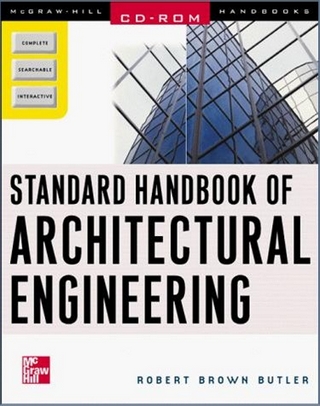 McGRAW-HILL CD-ROM HANDBOOKS
COMPLETE
SEARCHABLE
INTERACTIVE
STANDARD HANDBOOK OF
ARCHITECTURAL
ENGINEERING
Mc
Graw
Hill
ROBERT BROWN BUTLER